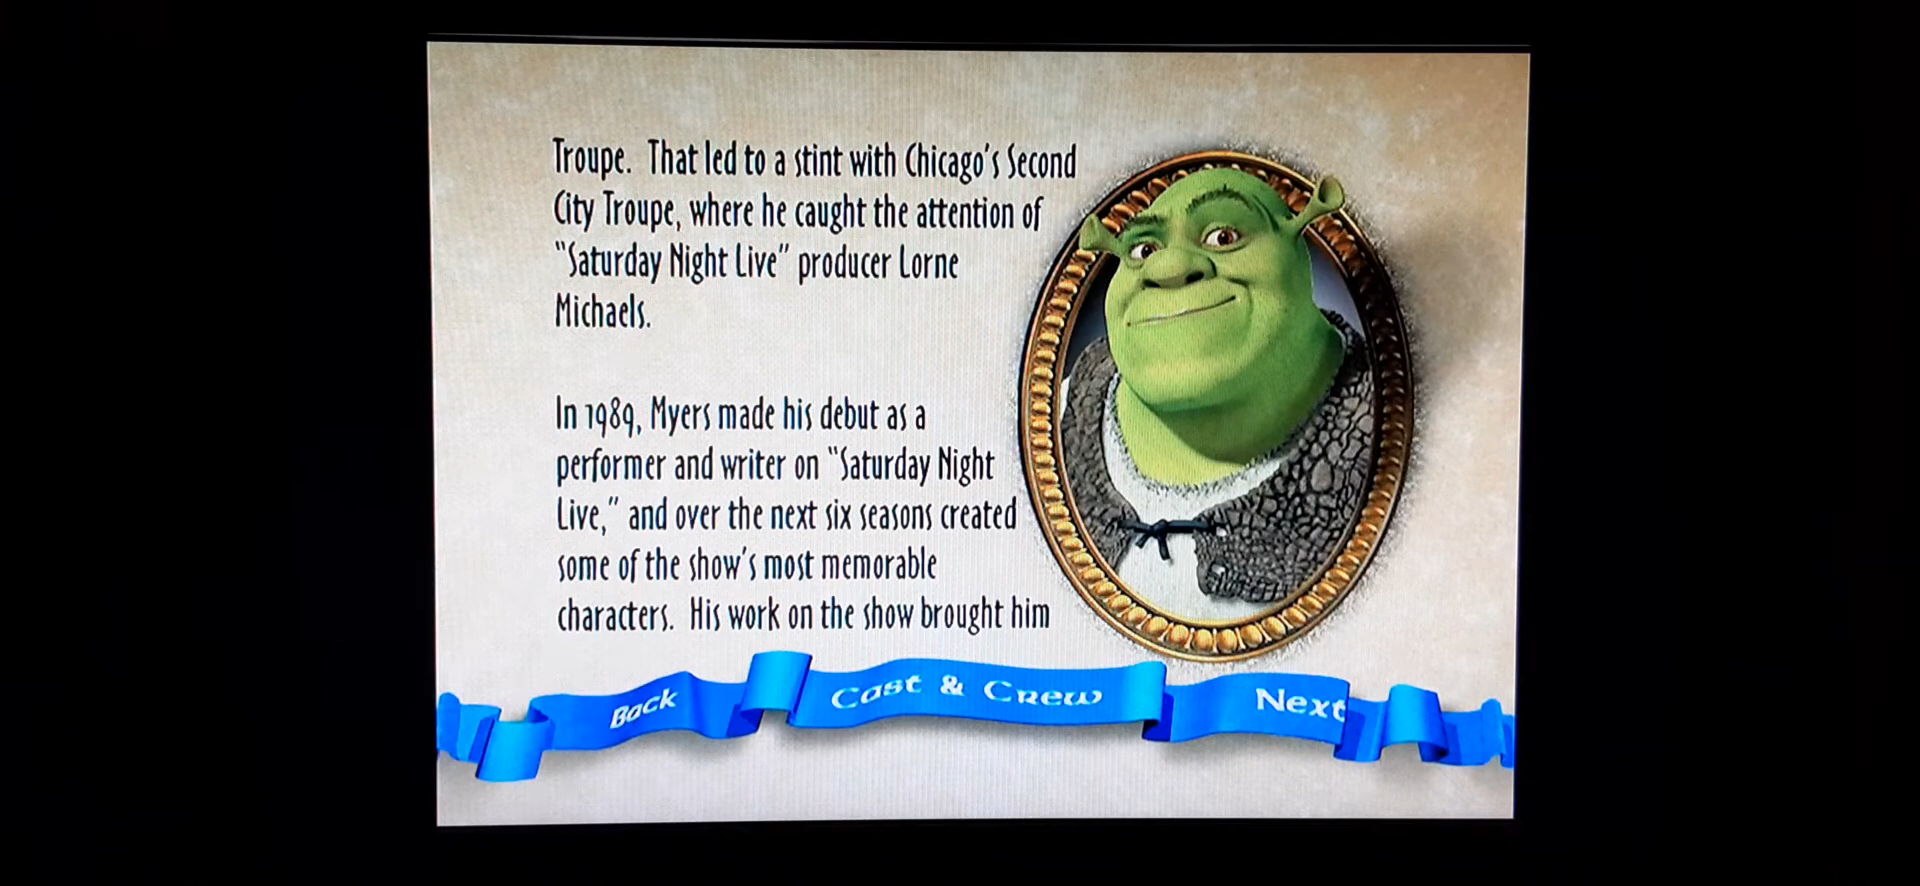 Troupe.  That led to a stint with Chicago's Second
City Troupe, where he caught the attention of
"Saturday Night Live" producer Lorne
Michaels.
In 1989, Myers made his debut as a
performer and writer on "Saturday Night
Live," and over the next six seasons created
some of the show's most memorable
characters.  His work on the show brought him
Back
Cast & Crew
Next